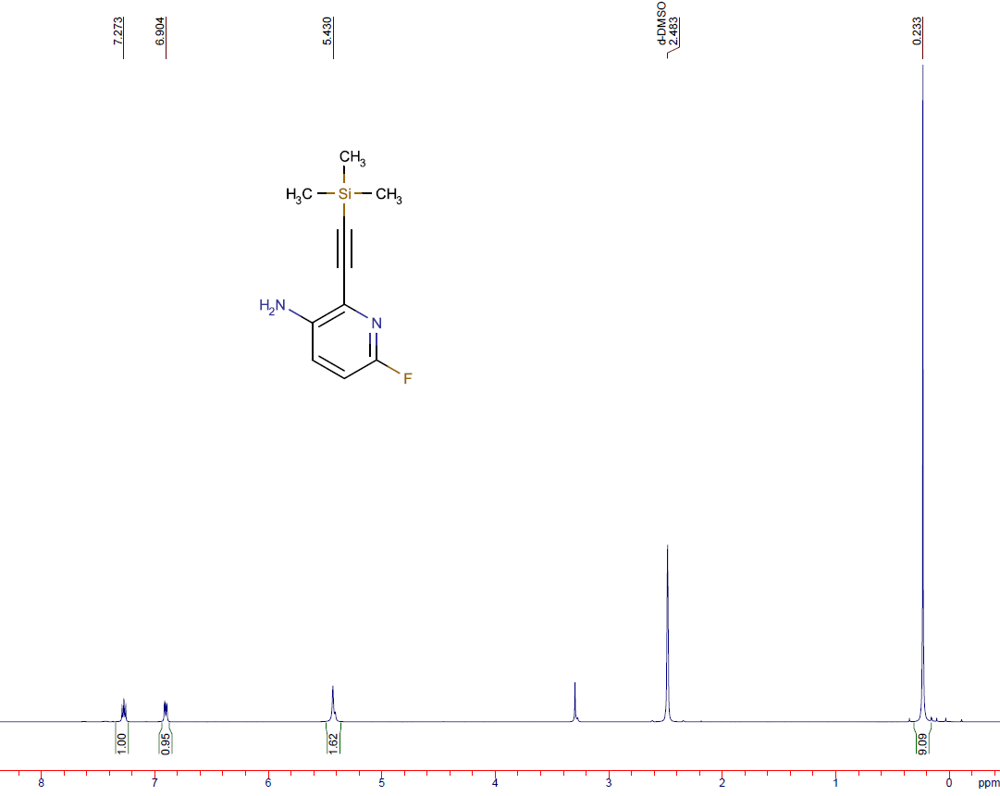 7.273
6.904
5.430
d-DMSO
2.483
0.233
CH3
H3C
Si
CH3
H2N
N
F
1.00
0.95
1.62
9.09
8 7 6 5 4 3 2 1 0 ppm